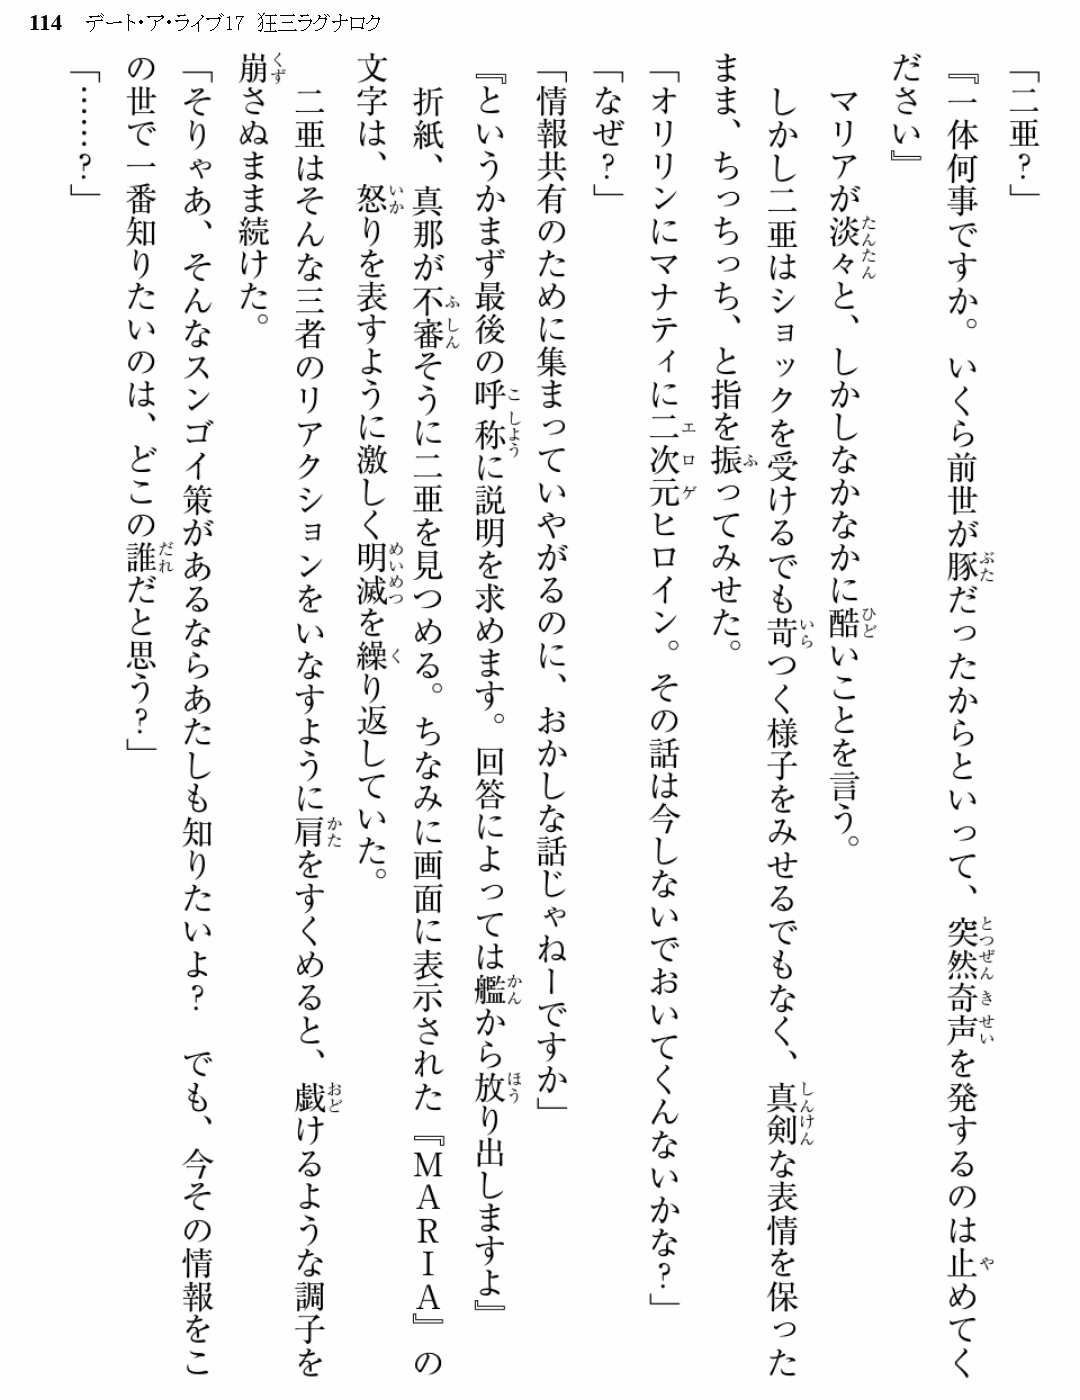 114 デート・ア・ライブ17 狂三ラグナロク
「二亜？」
『一体何事ですか。いくら前世が豚だったからといって、突然奇声を発するのは止めてく
ださい』
マリアが淡々と、しかしなかなかに酷いことを言う。
しかし二亜はショックを受けるでも苛つく様子をみせるでもなく、真剣な表情を保った
まま、ちっちっち、と指を振ってみせた。
「オリリンにマナティに二次元ヒロイン。その話は今しないでおいてくんないかな？」
「なぜ？」
「情報共有のために集まっていやがるのに、おかしな話じゃねーですか」
『というかまず最後の呼称に説明を求めます。回答によっては艦から放り出しますよ』
折紙、真那が不審そうに二亜を見つめる。ちなみに画面に表示された『ＭＡＲＩＡ』の
文字は、怒りを表すように激しく明滅を繰り返していた。
二亜はそんな三者のリアクションをいなすように肩をすくめると、戯けるような調子を
崩さぬまま続けた。
「そりゃあ、そんなスンゴイ策があるならあたしも知りたいよ？　でも、今その情報をこ
の世で一番知りたいのは、どこの誰だと思う？」
「……？」